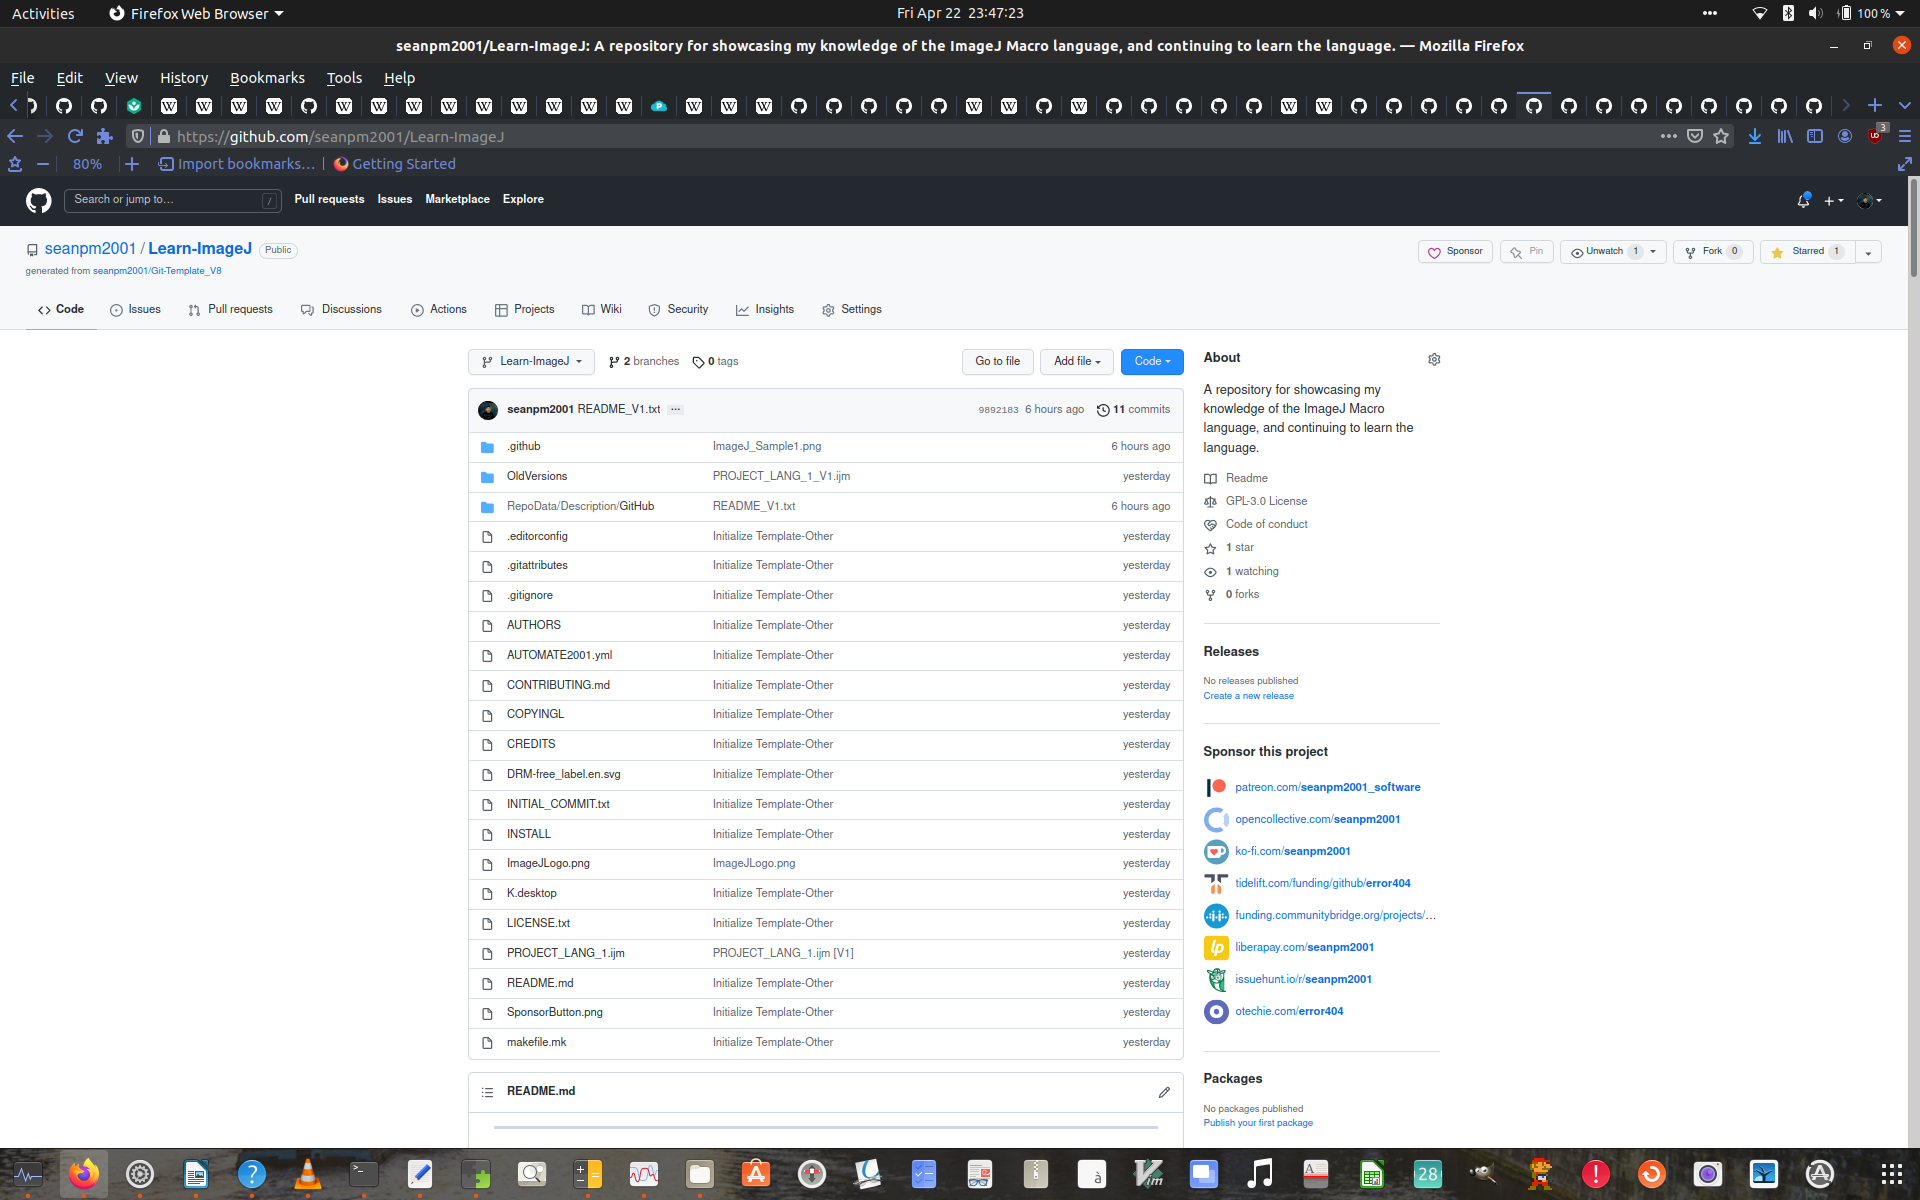 Activities
Firefox Web Browser
Fri Apr 22 23:47:23
100 %
seanpm2001/Learn-ImageJ: A repository for showcasing my knowledge of the ImageJ Macro language, and continuing to learn the language. — Mozilla Firefox
File Edit View History Bookmarks Tools Help
https://github.com/seanpm2001/Learn-ImageJ
3
80%
Import bookmarks...
Getting Started
Search or jump to...
/
Pull requests Issues Marketplace Explore
seanpm2001 / Learn-ImageJ Public
generated from seanpm2001/Git-Template_V8
Sponsor
Pin
Unwatch 1
Fork 0
Starred 1
Code Issues Pull requests Discussions Actions Projects Wiki Security Insights Settings
Learn-ImageJ
2 branches
0 tags
Go to file
Add file
Code
seanpm2001 README_V1.txt ...
9892183 6 hours ago 11 commits
.github ImageJ_Sample1.png 6 hours ago
OldVersions PROJECT_LANG_1_V1.ijm yesterday
RepoData/Description/GitHub README_V1.txt 6 hours ago
.editorconfig Initialize Template-Other yesterday
.gitattributes Initialize Template-Other yesterday
.gitignore Initialize Template-Other yesterday
AUTHORS Initialize Template-Other yesterday
AUTOMATE2001.yml Initialize Template-Other yesterday
CONTRIBUTING.md Initialize Template-Other yesterday
COPYINGL Initialize Template-Other yesterday
CREDITS Initialize Template-Other yesterday
DRM-free_label.en.svg Initialize Template-Other yesterday
INITIAL_COMMIT.txt Initialize Template-Other yesterday
INSTALL Initialize Template-Other yesterday
ImageJLogo.png ImageJLogo.png yesterday
K.desktop Initialize Template-Other yesterday
LICENSE.txt Initialize Template-Other yesterday
PROJECT_LANG_1.ijm PROJECT_LANG_1.ijm [V1] yesterday
README.md Initialize Template-Other yesterday
SponsorButton.png Initialize Template-Other yesterday
makefile.mk Initialize Template-Other yesterday
README.md
About
A repository for showcasing my
knowledge of the ImageJ Macro
language, and continuing to learn the
language.
Readme
GPL-3.0 License
Code of conduct
1 star
1 watching
0 forks
Releases
No releases published
Create a new release
Sponsor this project
patreon.com/seanpm2001_software
opencollective.com/seanpm2001
ko-fi.com/seanpm2001
tidelift.com/funding/github/error404
funding.communitybridge.org/projects/...
liberapay.com/seanpm2001
issuehunt.io/r/seanpm2001
otechie.com/error404
Packages
No packages published
Publish your first package
28